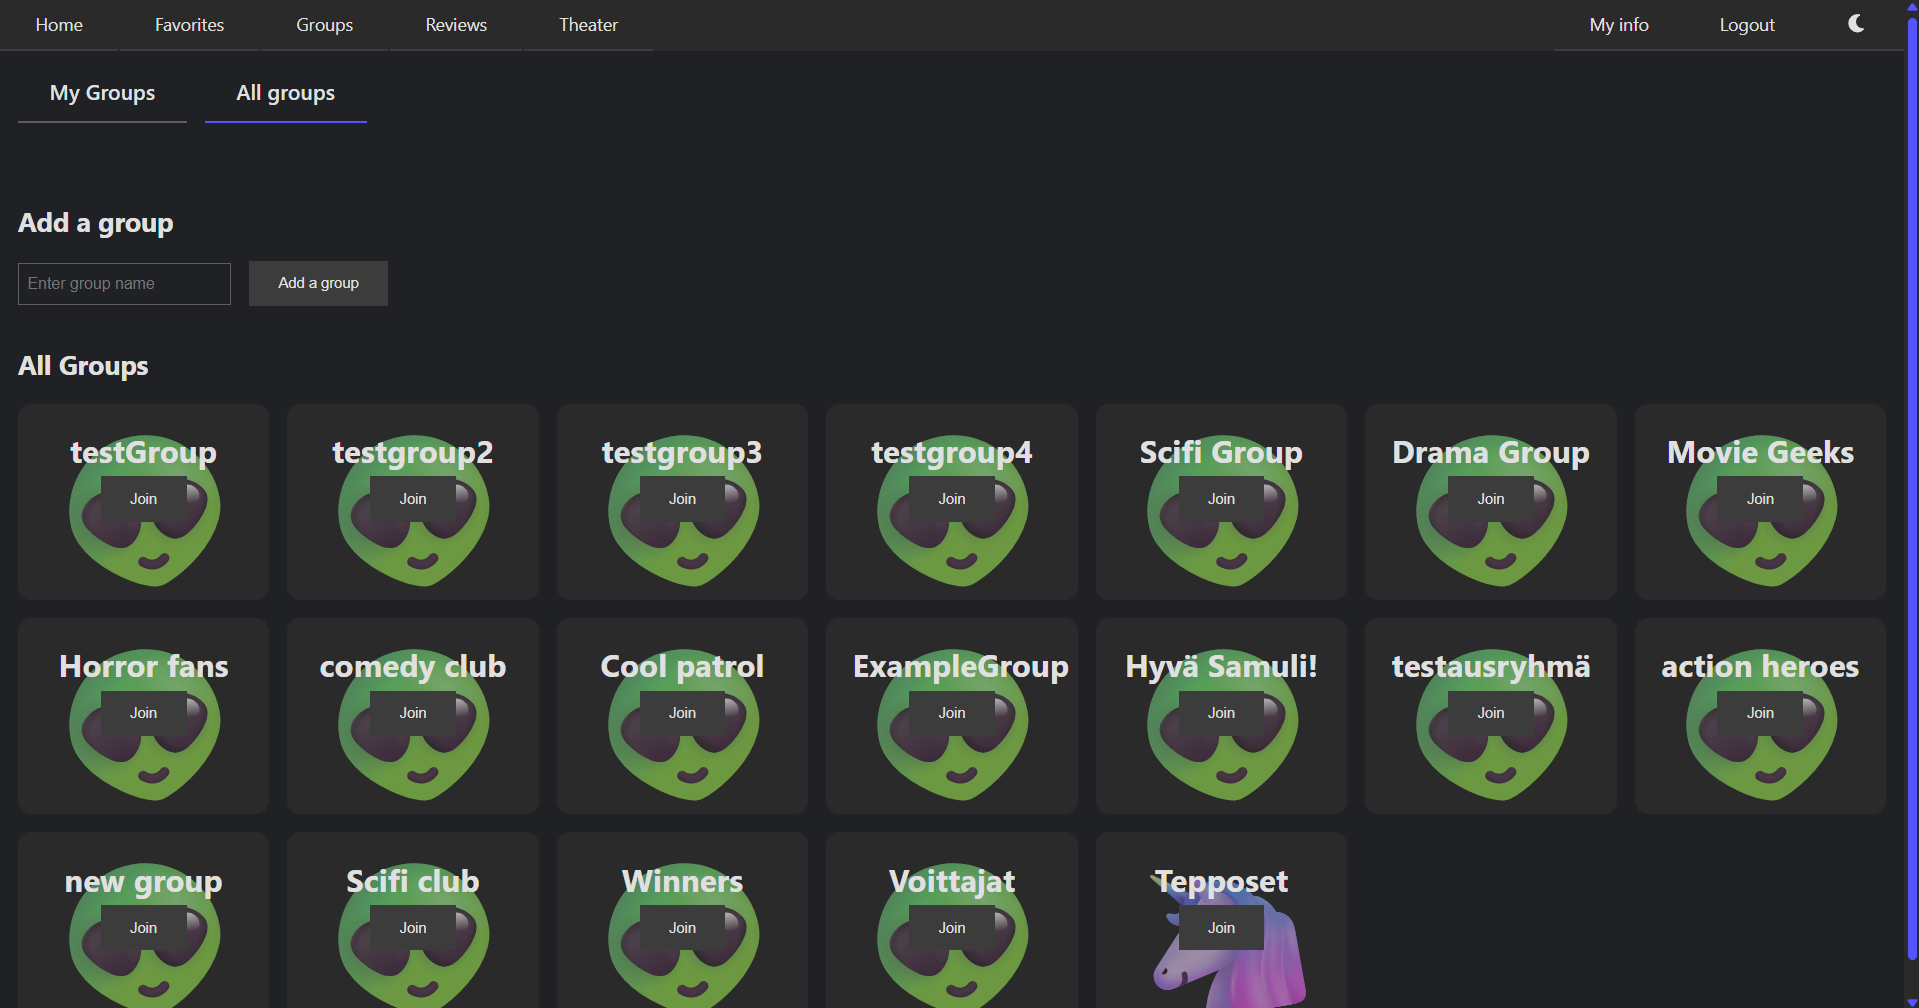 Home Favorites Groups Reviews Theater My info Logout
My Groups All groups
Add a group
Enter group name Add a group
All Groups
testGroup testgroup2 testgroup3 testgroup4 Scifi Group Drama Group Movie Geeks
Join Join Join Join Join Join Join
Horror fans comedy club Cool patrol ExampleGroup Hyvä Samuli! testausryhmä action heroes
Join Join Join Join Join Join Join
new group Scifi club Winners Voittajat Tepposet
Join Join Join Join Join